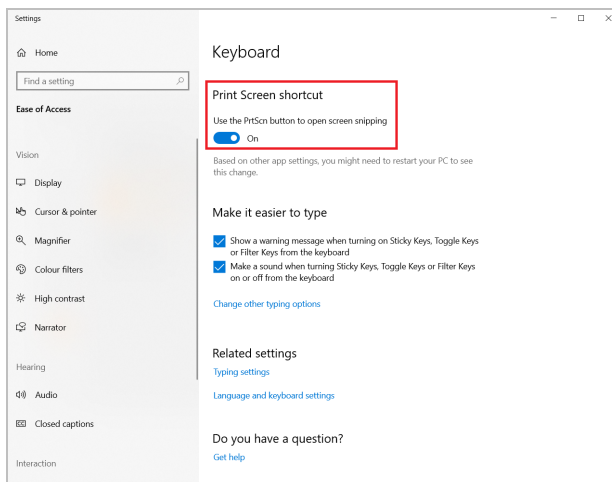 Settings
Home
Find a setting
Ease of Access
Vision
Display
Cursor & pointer
Magnifier
Colour filters
High contrast
Narrator
Hearing
Audio
Closed captions
Interaction
Keyboard
Print Screen shortcut
Use the PrtScn button to open screen snipping
On
Based on other app settings, you might need to restart your PC to see
this change.
Make it easier to type
Show a warning message when turning on Sticky Keys, Toggle Keys
or Filter Keys from the keyboard
Make a sound when turning Sticky Keys, Toggle Keys or Filter Keys
on or off from the keyboard
Change other typing options
Related settings
Typing settings
Language and keyboard settings
Do you have a question?
Get help